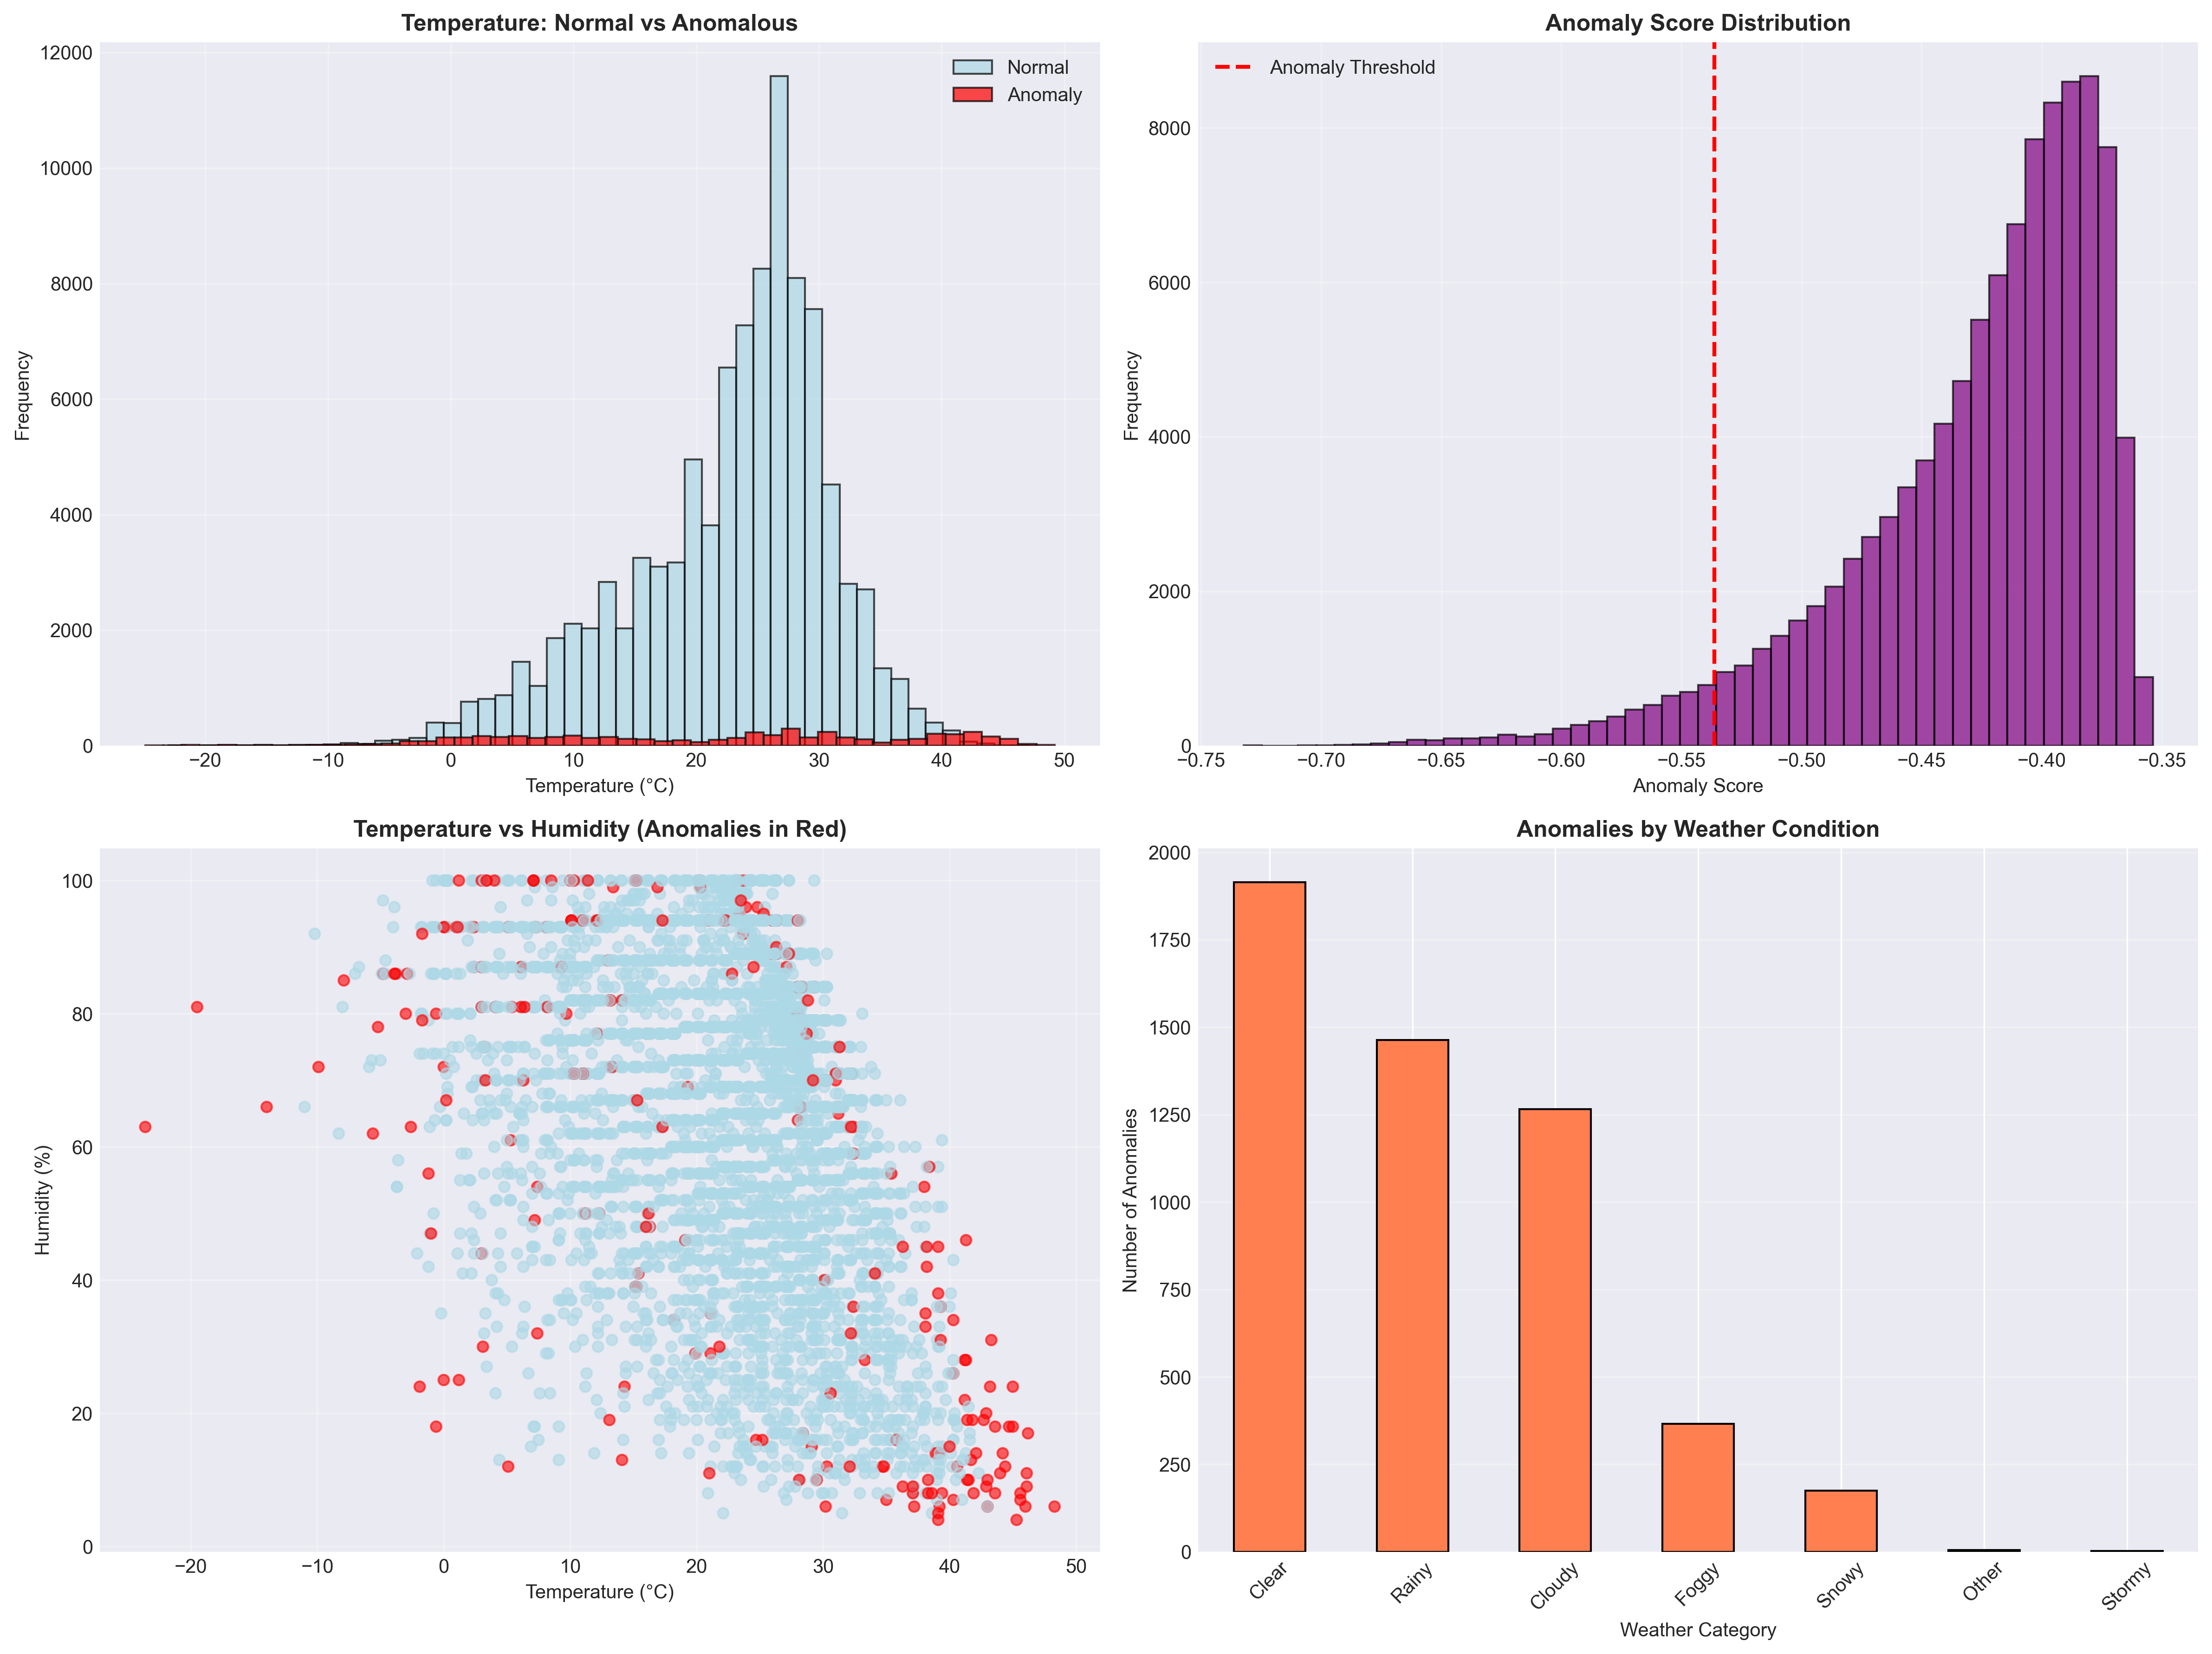 Temperature: Normal vs Anomalous
12000
10000
8000
6000
4000
2000
0
Frequency
Normal
Anomaly
−20 −10 0 10 20 30 40 50
Temperature (°C)
Anomaly Score Distribution
Anomaly Threshold
8000
6000
4000
2000
0
Frequency
−0.75 −0.70 −0.65 −0.60 −0.55 −0.50 −0.45 −0.40 −0.35
Anomaly Score
Temperature vs Humidity (Anomalies in Red)
100
80
60
40
20
0
Humidity (%)
−20 −10 0 10 20 30 40 50
Temperature (°C)
Anomalies by Weather Condition
2000
1750
1500
1250
1000
750
500
250
0
Number of Anomalies
Clear Rainy Cloudy Foggy Snowy Other Stormy
Weather Category